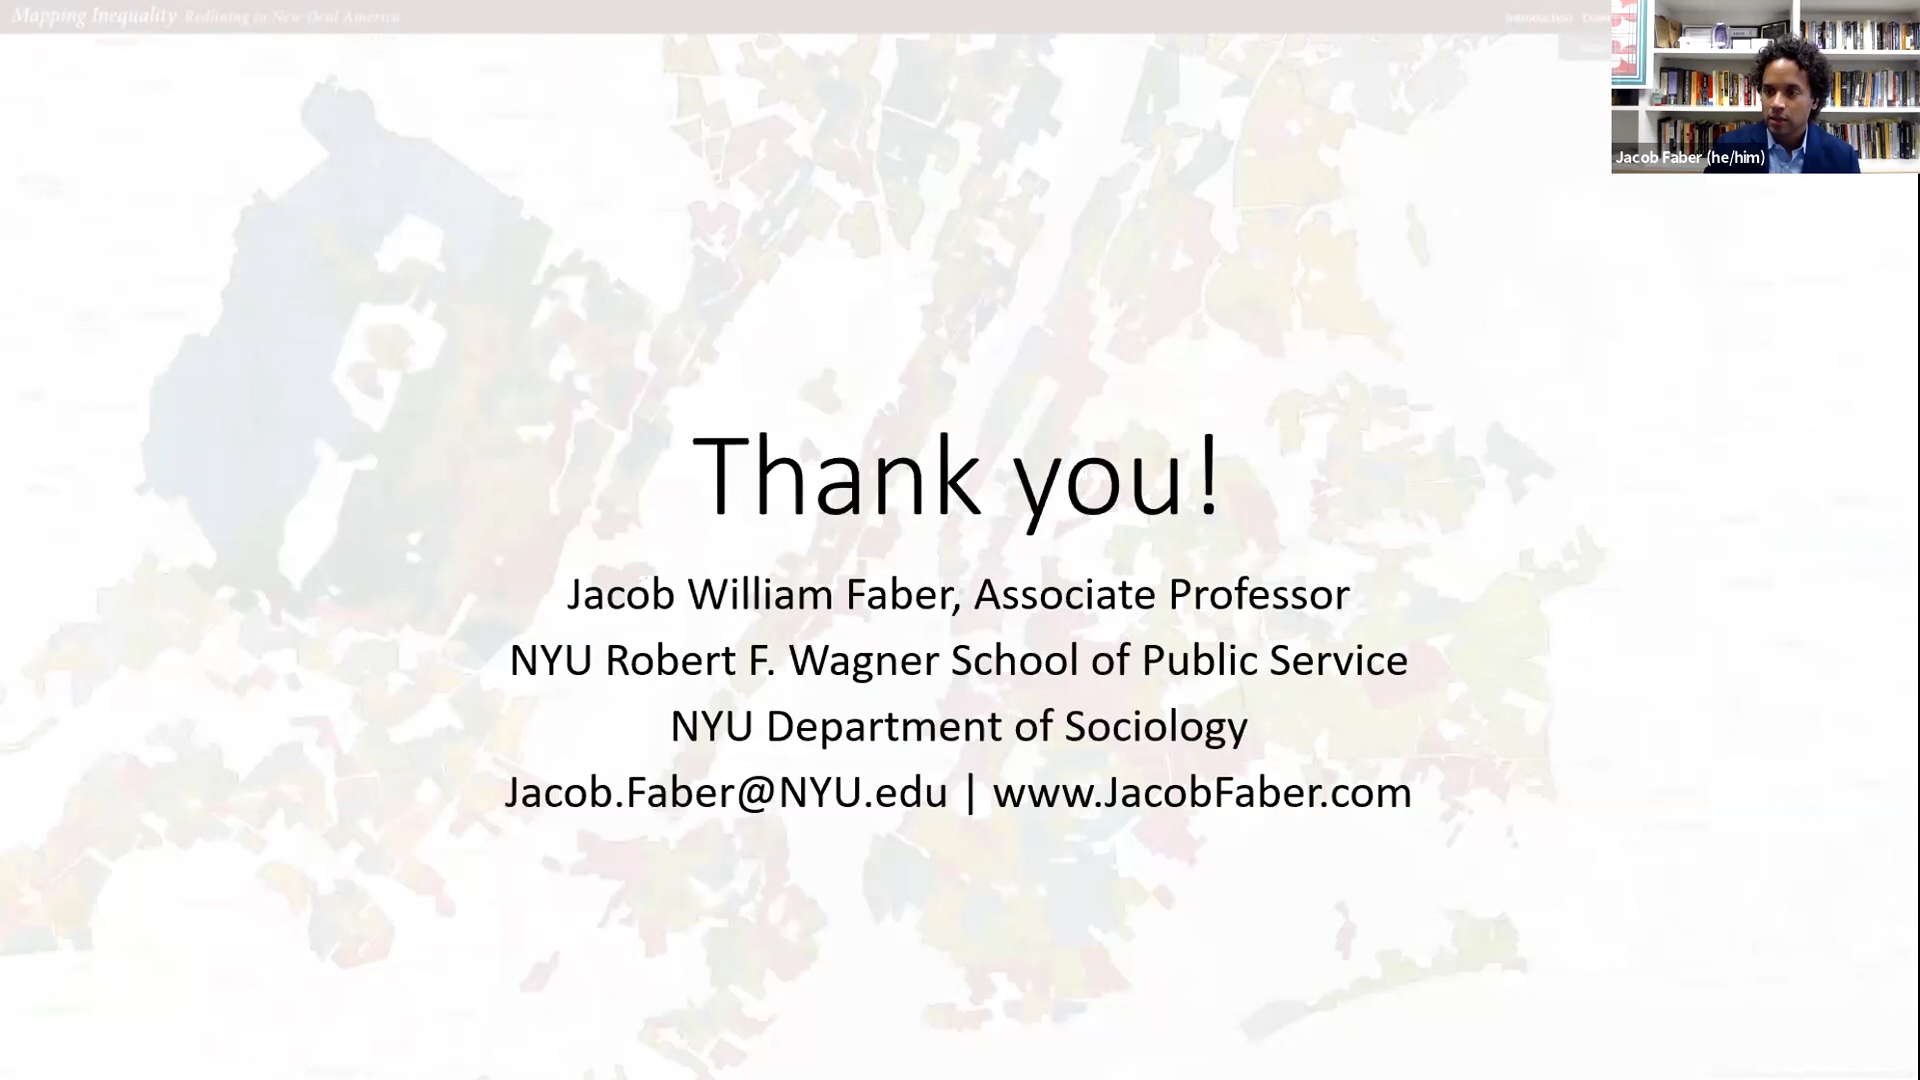 Mapping Inequality Redlining in New Deal America
Introduction
Jacob Faber (he/him)
Thank you!
Jacob William Faber, Associate Professor
NYU Robert F. Wagner School of Public Service
NYU Department of Sociology
Jacob.Faber@NYU.edu | www.JacobFaber.com